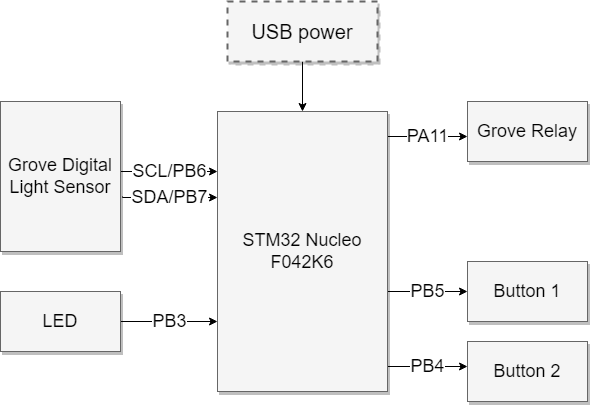 USB power
Grove Digital
Light Sensor
SCL/PB6
SDA/PB7
LED
PB3
STM32 Nucleo
F042K6
PA11
Grove Relay
PB5
Button 1
PB4
Button 2